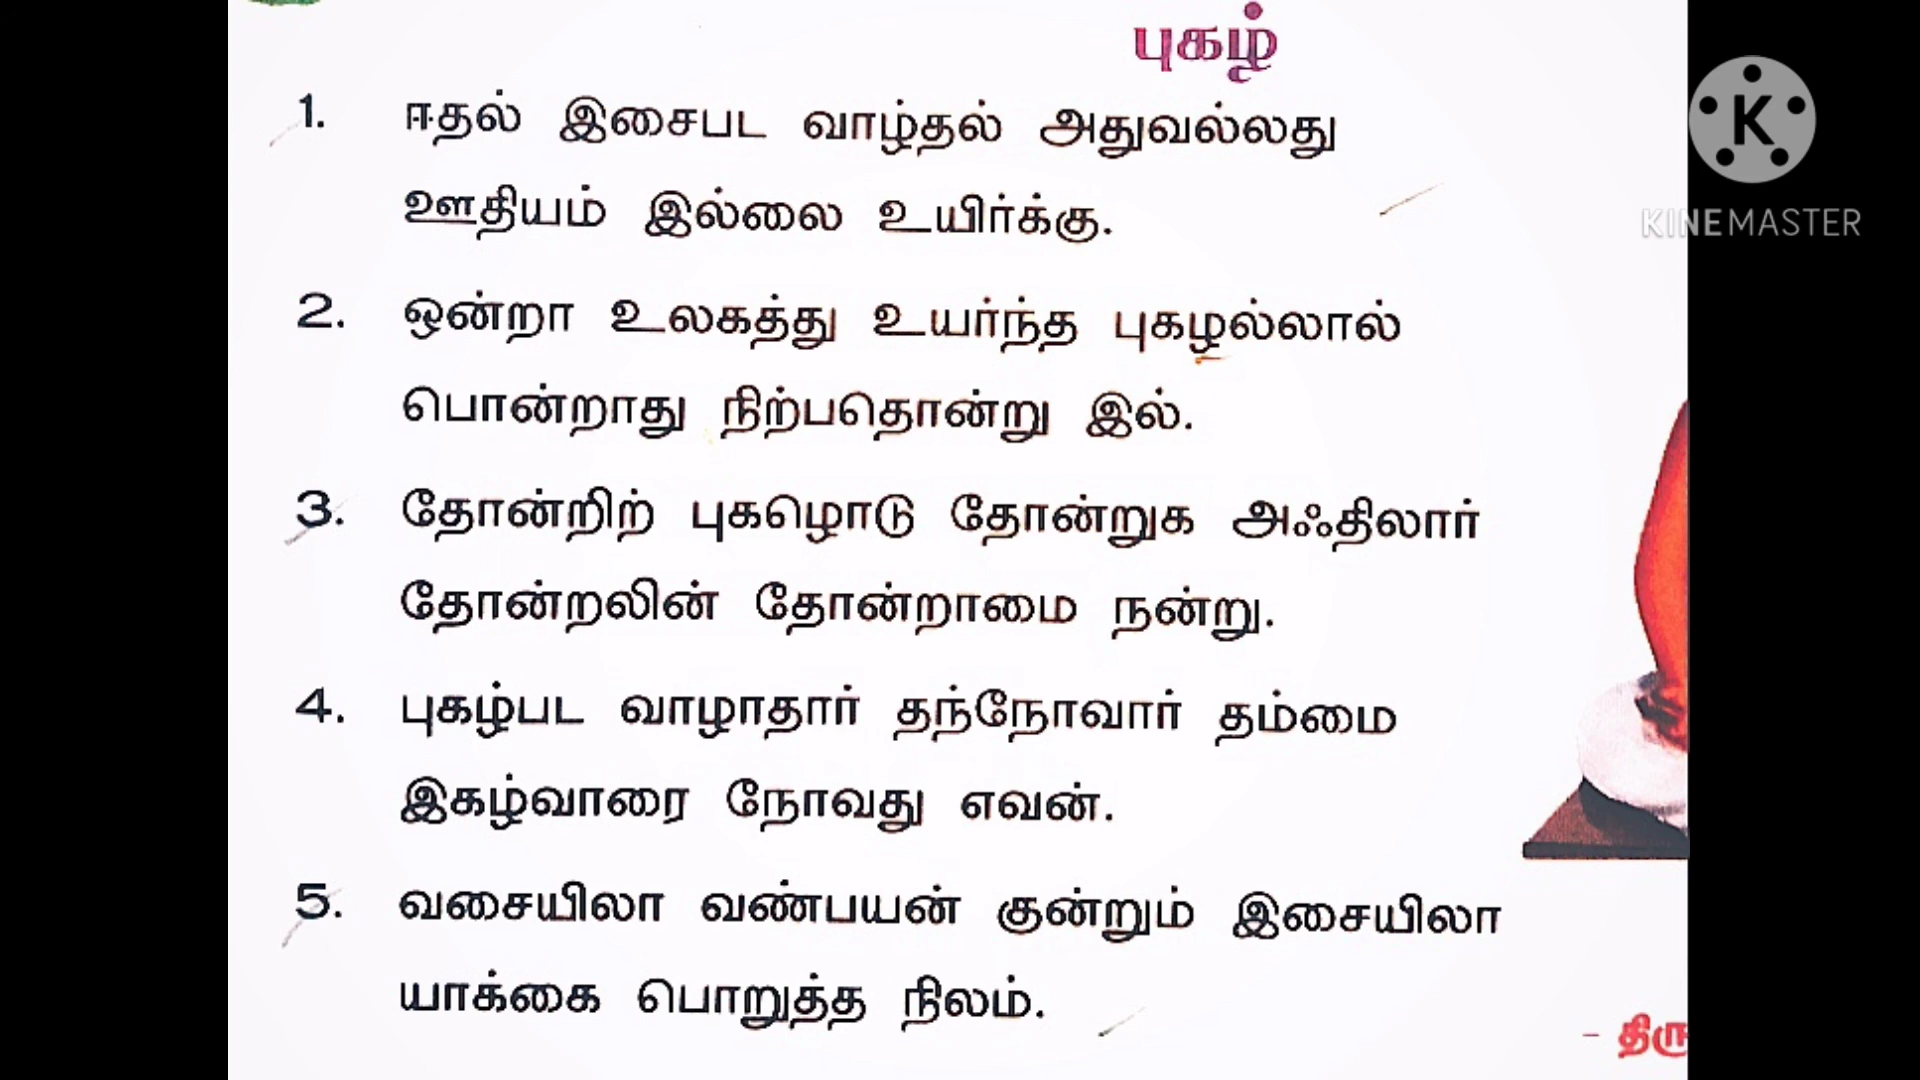 புகழ்
1. ஈதல் இசைபட வாழ்தல் அதுவல்லது
ஊதியம் இல்லை உயிர்க்கு.
2. ஒன்றா உலகத்து உயர்ந்த புகழல்லால்
பொன்றாது நிற்பதொன்று இல்.
3. தோன்றிற் புகழொடு தோன்றுக அஃதிலார்
தோன்றலின் தோன்றாமை நன்று.
4. புகழ்பட வாழாதார் தந்நோவார் தம்மை
இகழ்வாரை நோவது எவன்.
5. வசையிலா வண்பயன் குன்றும் இசையிலா
யாக்கை பொறுத்த நிலம்.
- திரு
K
KINEMASTER